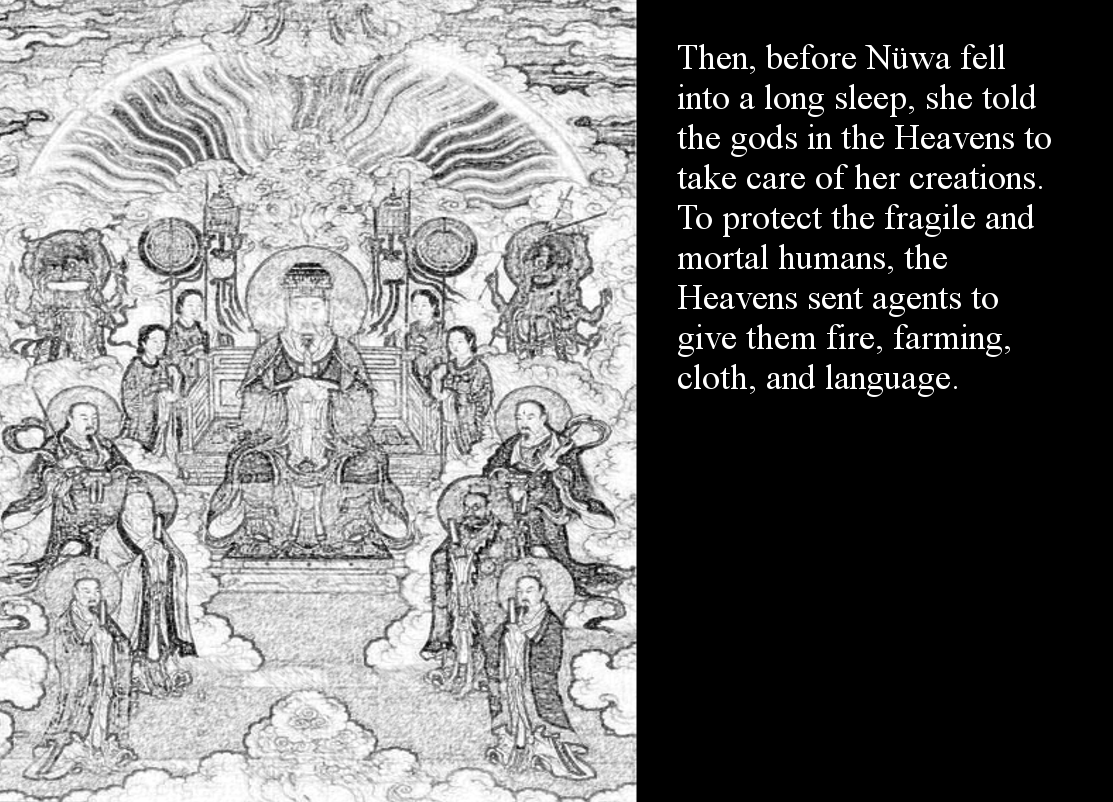 Then, before Nüwa fell
into a long sleep, she told
the gods in the Heavens to
take care of her creations.
To protect the fragile and
mortal humans, the
Heavens sent agents to
give them fire, farming,
cloth, and language.